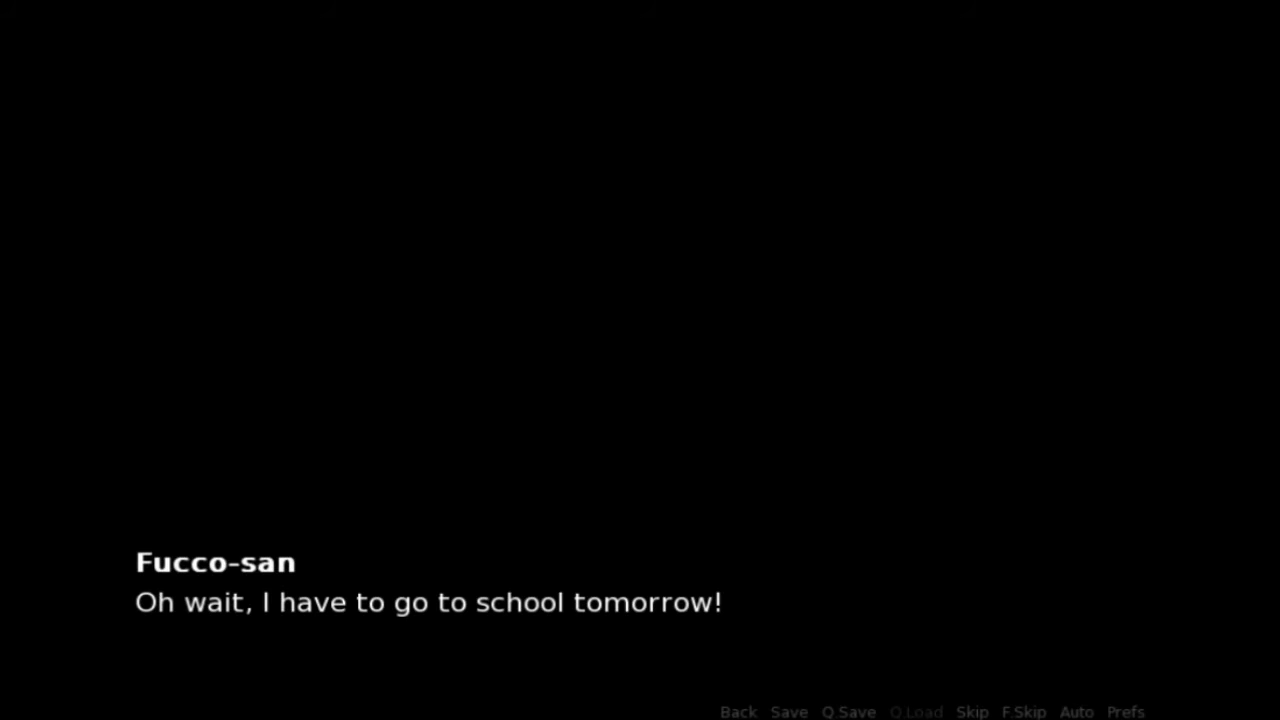 Fucco-san
Oh wait, I have to go to school tomorrow!
Back Save Q.Save Q.Load Skip F.Skip Auto Prefs